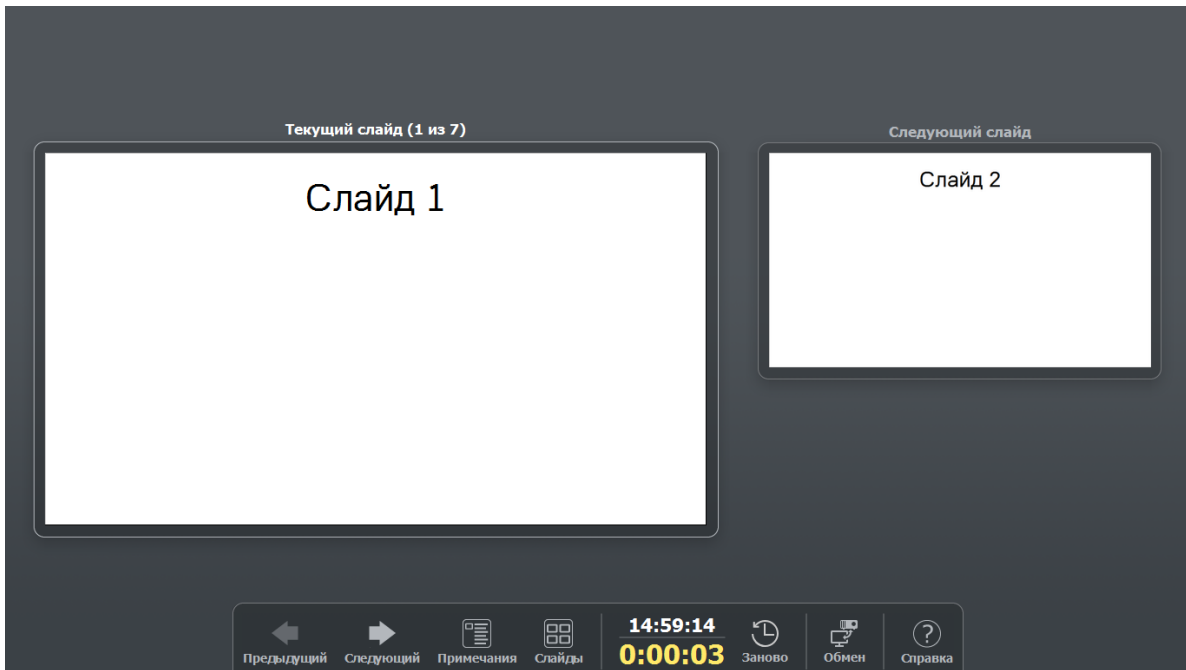 Текущий слайд (1 из 7)
Слайд 1
Следующий слайд
Слайд 2
Предыдущий
Следующий
Примечания
Слайды
14:59:14
0:00:03
Заново
Обмен
?
Справка